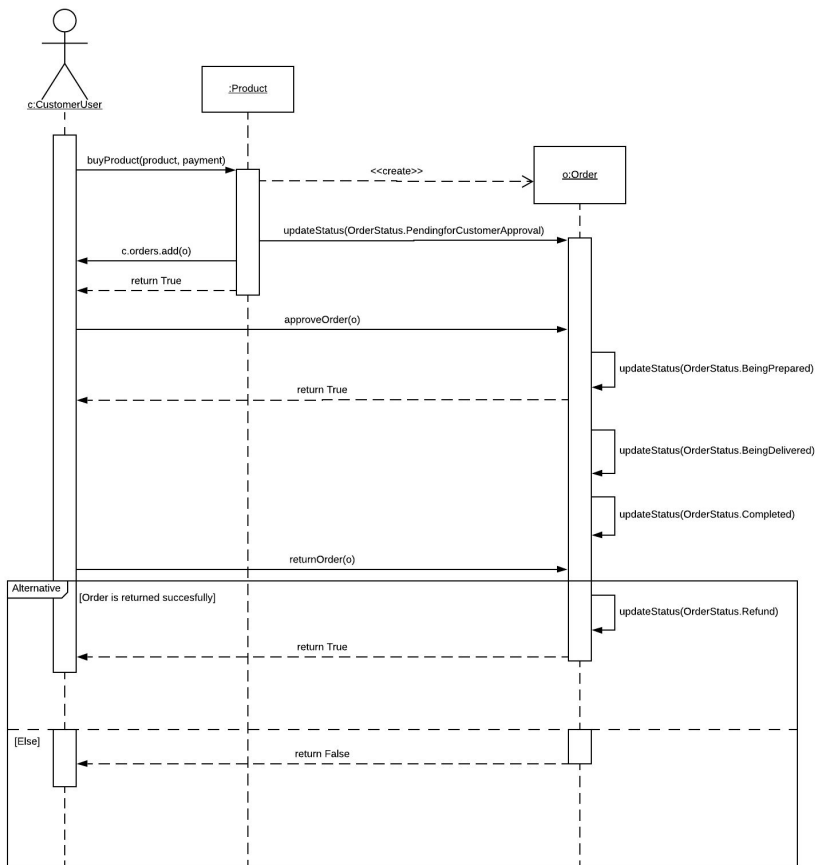 c:CustomerUser
:Product
buyProduct(product, payment)
<<create>>
o:Order
updateStatus(OrderStatus.PendingforCustomerApproval)
c.orders.add(o)
return True
approveOrder(o)
updateStatus(OrderStatus.BeingPrepared)
return True
updateStatus(OrderStatus.BeingDelivered)
updateStatus(OrderStatus.Completed)
returnOrder(o)
Alternative
[Order is returned succesfully]
updateStatus(OrderStatus.Refund)
return True
[Else]
return False